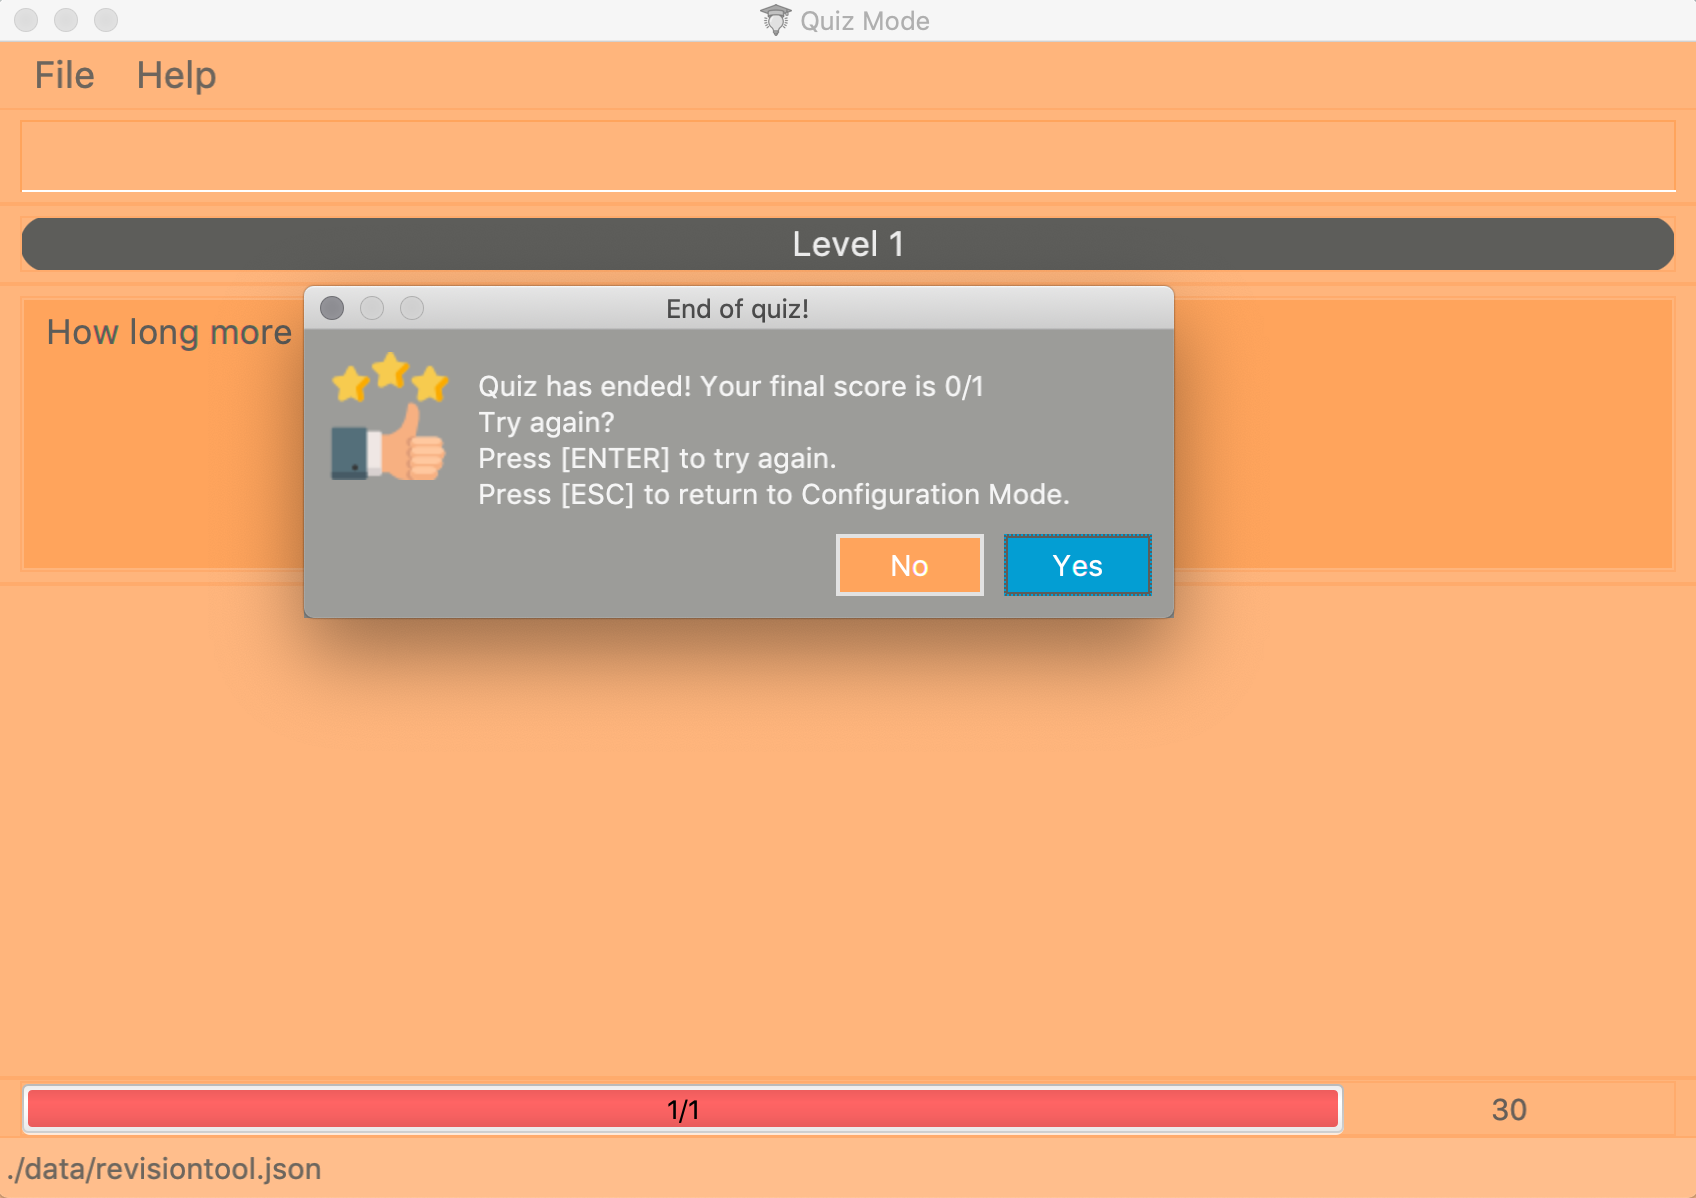 Quiz Mode
File Help
Level 1
How long more
End of quiz!
Quiz has ended! Your final score is 0/1
Try again?
Press [ENTER] to try again.
Press [ESC] to return to Configuration Mode.
No Yes
1/1 30
./data/revisiontool.json